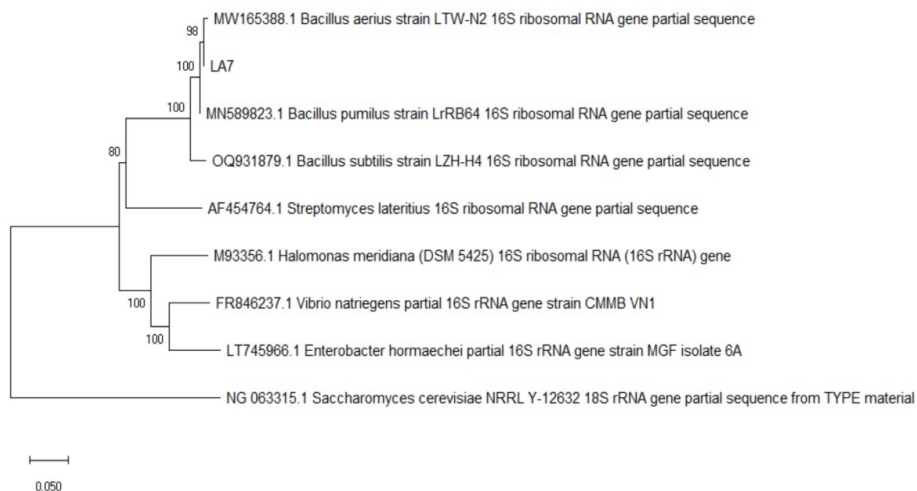 MW165388.1 Bacillus aerius strain LTW-N2 16S ribosomal RNA gene partial sequence
98
LA7
100
MN589823.1 Bacillus pumilus strain LrRB64 16S ribosomal RNA gene partial sequence
100
OQ931879.1 Bacillus subtilis strain LZH-H4 16S ribosomal RNA gene partial sequence
80
AF454764.1 Streptomyces lateritius 16S ribosomal RNA gene partial sequence
M93356.1 Halomonas meridiana (DSM 5425) 16S ribosomal RNA (16S rRNA) gene
100
FR846237.1 Vibrio natriegens partial 16S rRNA gene strain CMMB VN1
100
LT745966.1 Enterobacter hormaechei partial 16S rRNA gene strain MGF isolate 6A
NG 063315.1 Saccharomyces cerevisiae NRRL Y-12632 18S rRNA gene partial sequence from TYPE material
0.050